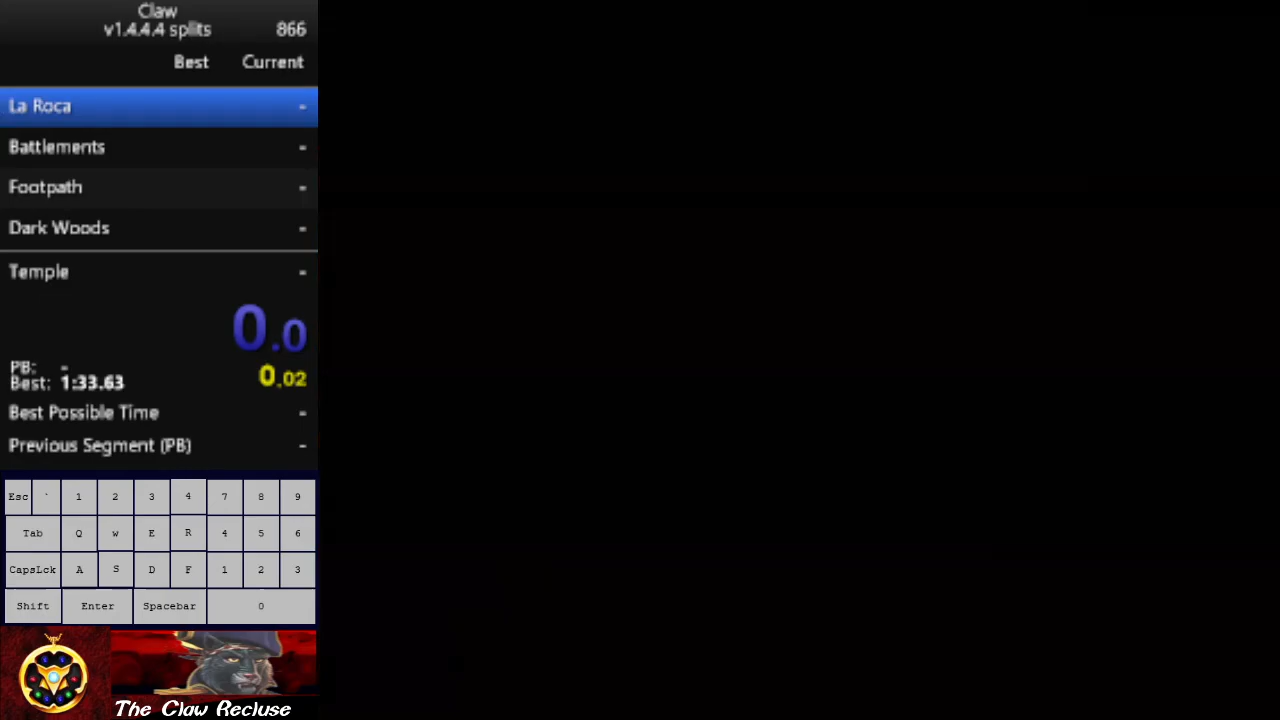 Claw
v1.4.4.4 splits 866
Best Current
La Roca -
Battlements -
Footpath -
Dark Woods -
Temple -
0.0
PB: -
Best: 1:33.63 0.02
Best Possible Time -
Previous Segment (PB) -
Esc ` 1 2 3 4 7 8 9
Tab Q W E R 4 5 6
CapsLck A S D F 1 2 3
Shift Enter Spacebar 0
The Claw Recluse